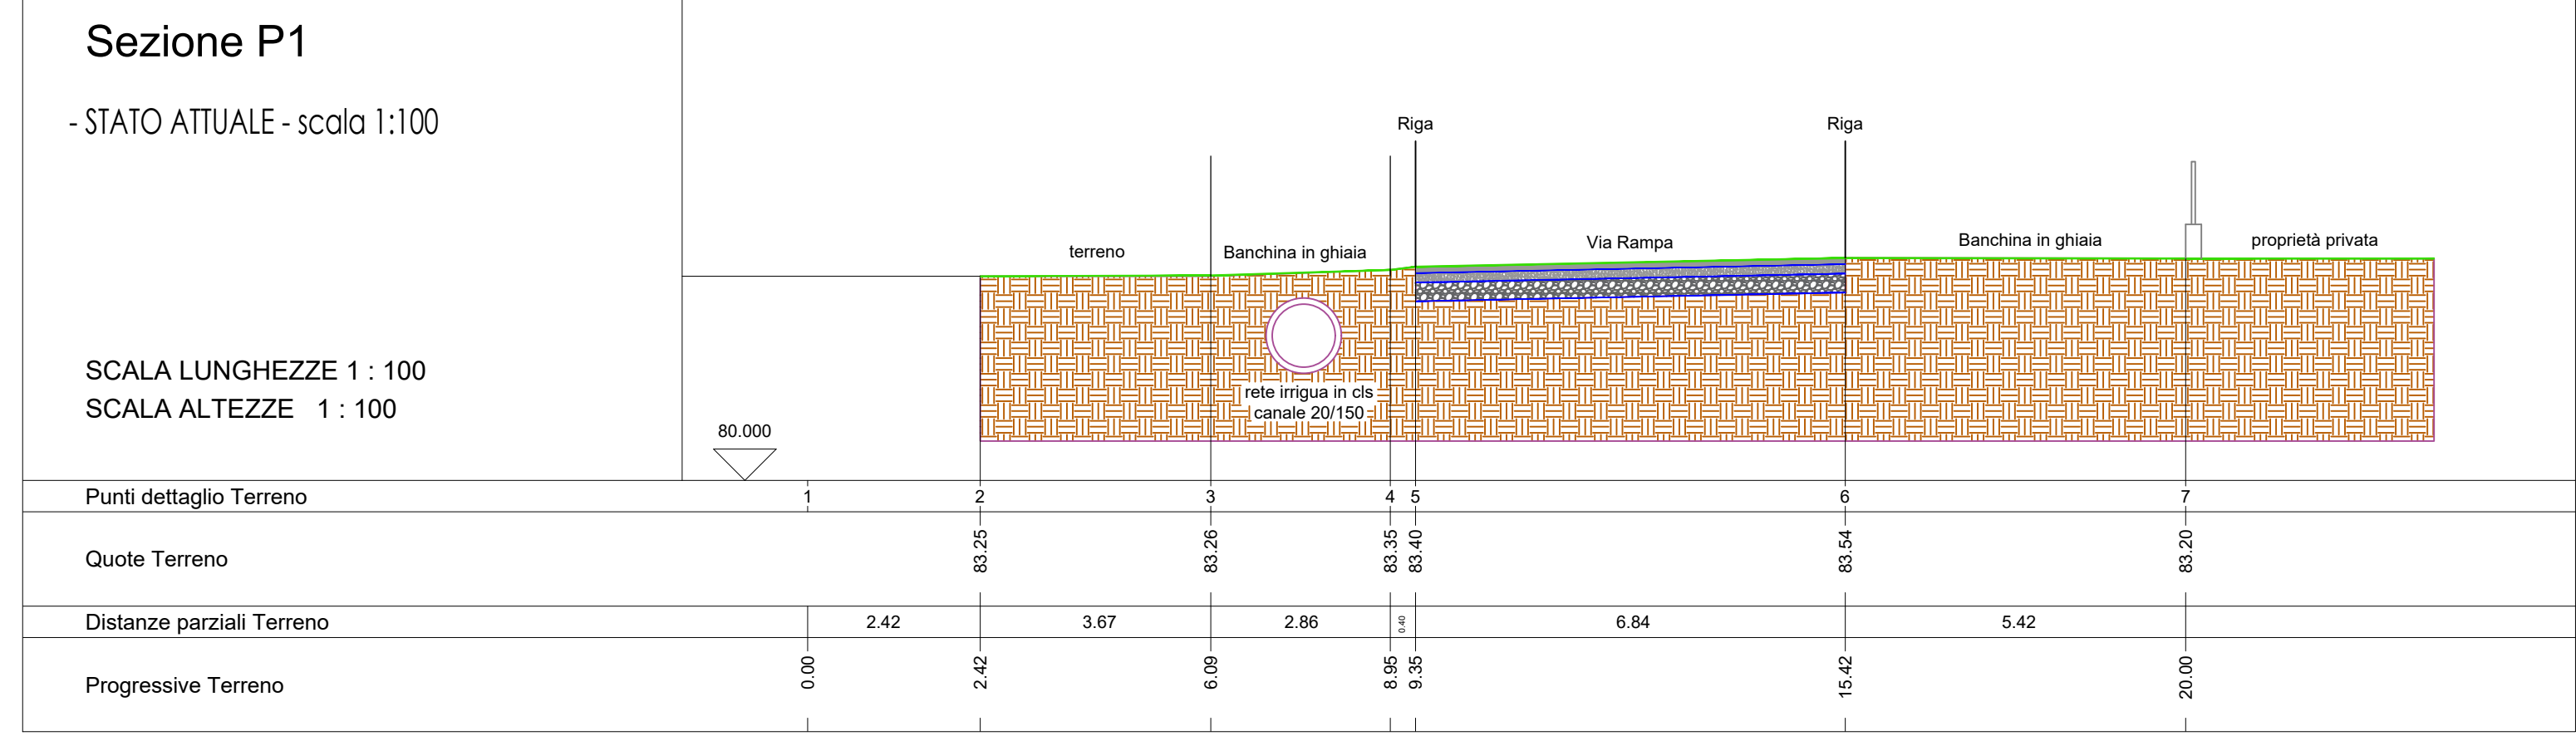 Sezione P1
- STATO ATTUALE - scala 1:100
Riga
Riga
terreno
Banchina in ghiaia
Via Rampa
Banchina in ghiaia
proprietà privata
SCALA LUNGHEZZE 1 : 100
SCALA ALTEZZE 1 : 100
rete irrigua in cls
canale 20/150
80.000
Punti dettaglio Terreno 1 2 3 4 5 6 7
Quote Terreno 83.25 83.26 83.35 83.40 83.54 83.20
Distanze parziali Terreno 2.42 3.67 2.86 0.40 6.84 5.42
Progressive Terreno 0.00 2.42 6.09 8.95 9.35 15.42 20.00